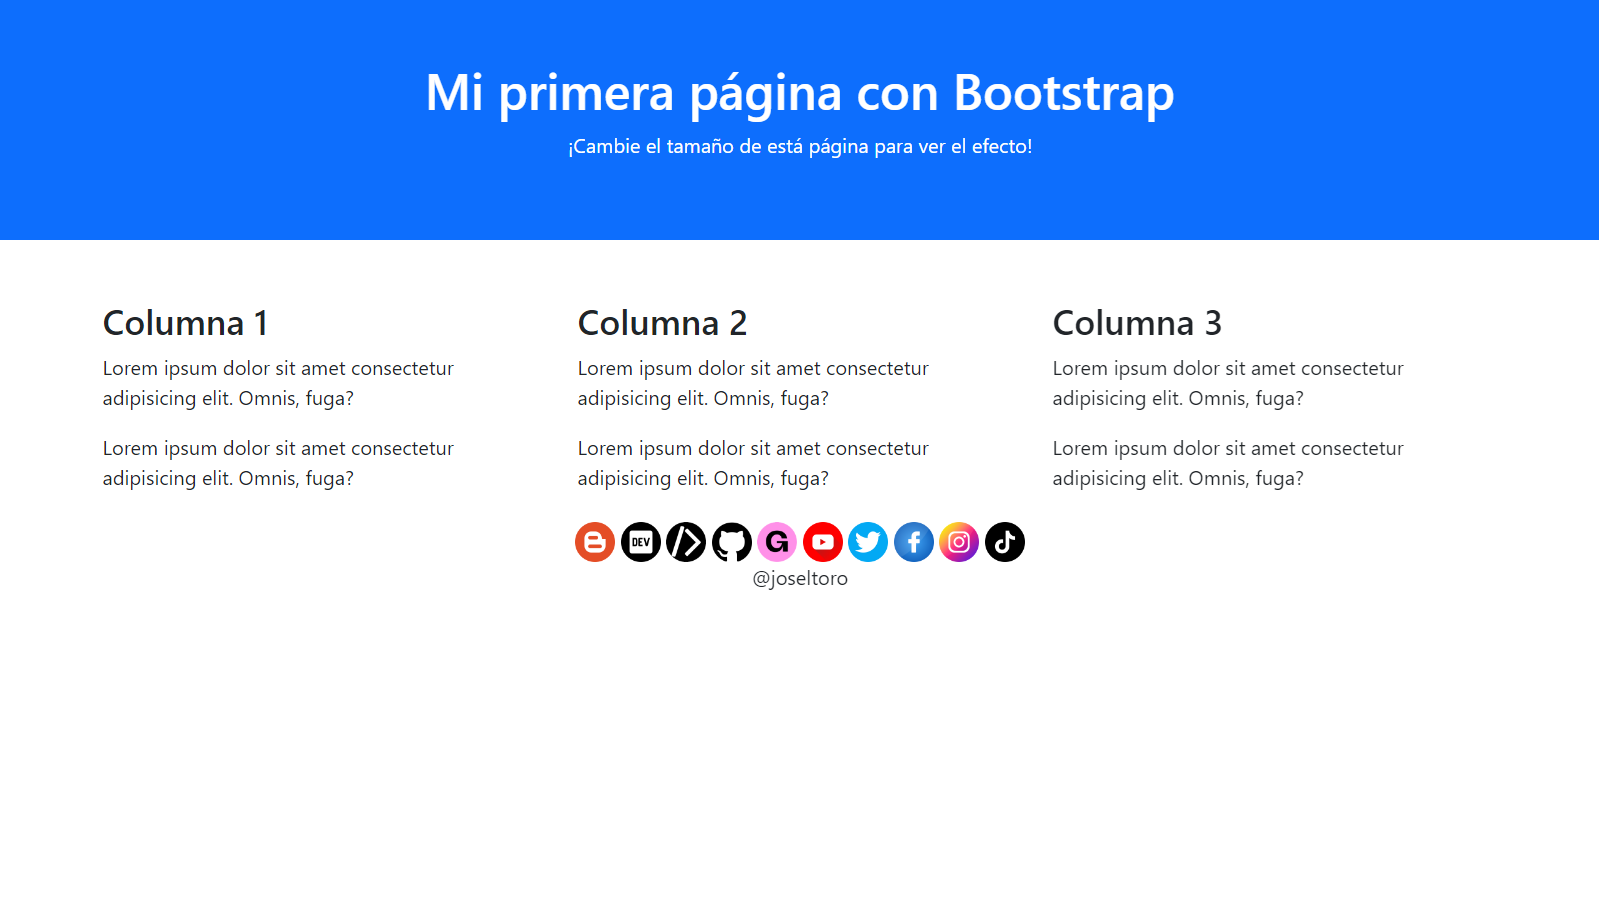 Mi primera página con Bootstrap
¡Cambie el tamaño de está página para ver el efecto!
Columna 1
Lorem ipsum dolor sit amet consectetur
adipisicing elit. Omnis, fuga?
Lorem ipsum dolor sit amet consectetur
adipisicing elit. Omnis, fuga?
Columna 2
Lorem ipsum dolor sit amet consectetur
adipisicing elit. Omnis, fuga?
Lorem ipsum dolor sit amet consectetur
adipisicing elit. Omnis, fuga?
Columna 3
Lorem ipsum dolor sit amet consectetur
adipisicing elit. Omnis, fuga?
Lorem ipsum dolor sit amet consectetur
adipisicing elit. Omnis, fuga?
DEV G
@joseltoro